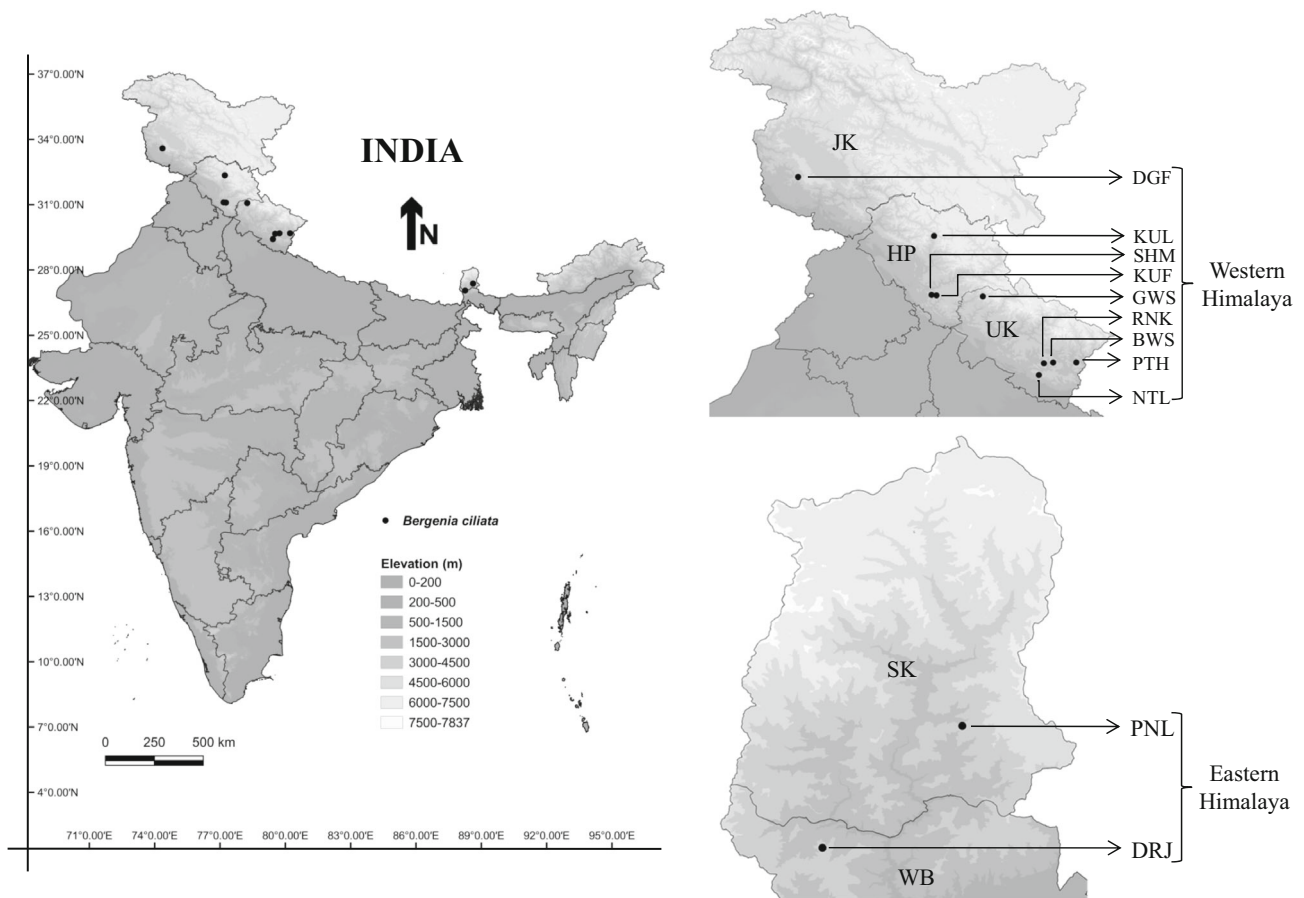 37°0.00'N
34°0.00'N
31°0.00'N
28°0.00'N
25°0.00'N
22°0.00'N
19°0.00'N
16°0.00'N
13°0.00'N
10°0.00'N
7°0.00'N
4°0.00'N
INDIA
N
Bergenia ciliata
Elevation (m)
0-200
200-500
500-1500
1500-3000
3000-4500
4500-6000
6000-7500
7500-7837
0 250 500 km
71°0.00'E 74°0.00'E 77°0.00'E 80°0.00'E 83°0.00'E 86°0.00'E 89°0.00'E 92°0.00'E 95°0.00'E
JK
HP
UK
DGF
KUL
SHM
KUF
GWS
RNK
BWS
PTH
NTL
Western
Himalaya
SK
WB
PNL
DRJ
Eastern
Himalaya